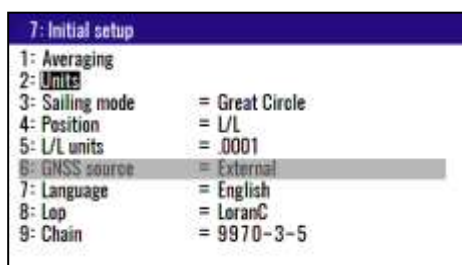 7: Initial setup
1: Averaging
2: Units
3: Sailing mode = Great Circle
4: Position = L/L
5: L/L units = .0001
6: GNSS source = External
7: Language = English
8: Lop = LoranC
9: Chain = 9970-3-5